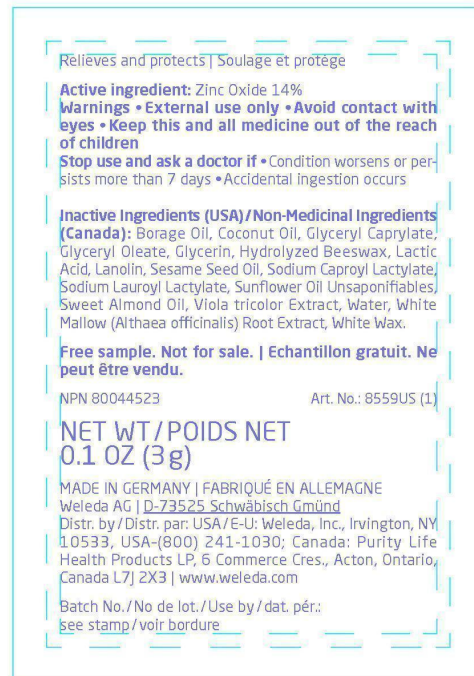 Relieves and protects | Soulage et protège
Active ingredient: Zinc Oxide 14%
Warnings • External use only • Avoid contact with
eyes • Keep this and all medicine out of the reach
of children
Stop use and ask a doctor if • Condition worsens or per-
sists more than 7 days • Accidental ingestion occurs
Inactive Ingredients (USA)/Non-Medicinal Ingredients
(Canada): Borage Oil, Coconut Oil, Glyceryl Caprylate,
Glyceryl Oleate, Glycerin, Hydrolyzed Beeswax, Lactic
Acid, Lanolin, Sesame Seed Oil, Sodium Caproyl Lactylate,
Sodium Lauroyl Lactylate, Sunflower Oil Unsaponifiables,
Sweet Almond Oil, Viola tricolor Extract, Water, White
Mallow (Althaea officinalis) Root Extract, White Wax.
Free sample. Not for sale. | Echantillon gratuit. Ne
peut être vendu.
NPN 80044523 Art. No.: 8559US (1)
NET WT/POIDS NET
0.1 OZ (3g)
MADE IN GERMANY | FABRIQUÉ EN ALLEMAGNE
Weleda AG | D-73525 Schwäbisch Gmünd
Distr. by/Distr. par: USA/E-U: Weleda, Inc., Irvington, NY
10533, USA-(800) 241-1030; Canada: Purity Life
Health Products LP, 6 Commerce Cres., Acton, Ontario,
Canada L7J 2X3 | www.weleda.com
Batch No./No de lot./Use by/dat. pér.:
see stamp/voir bordure